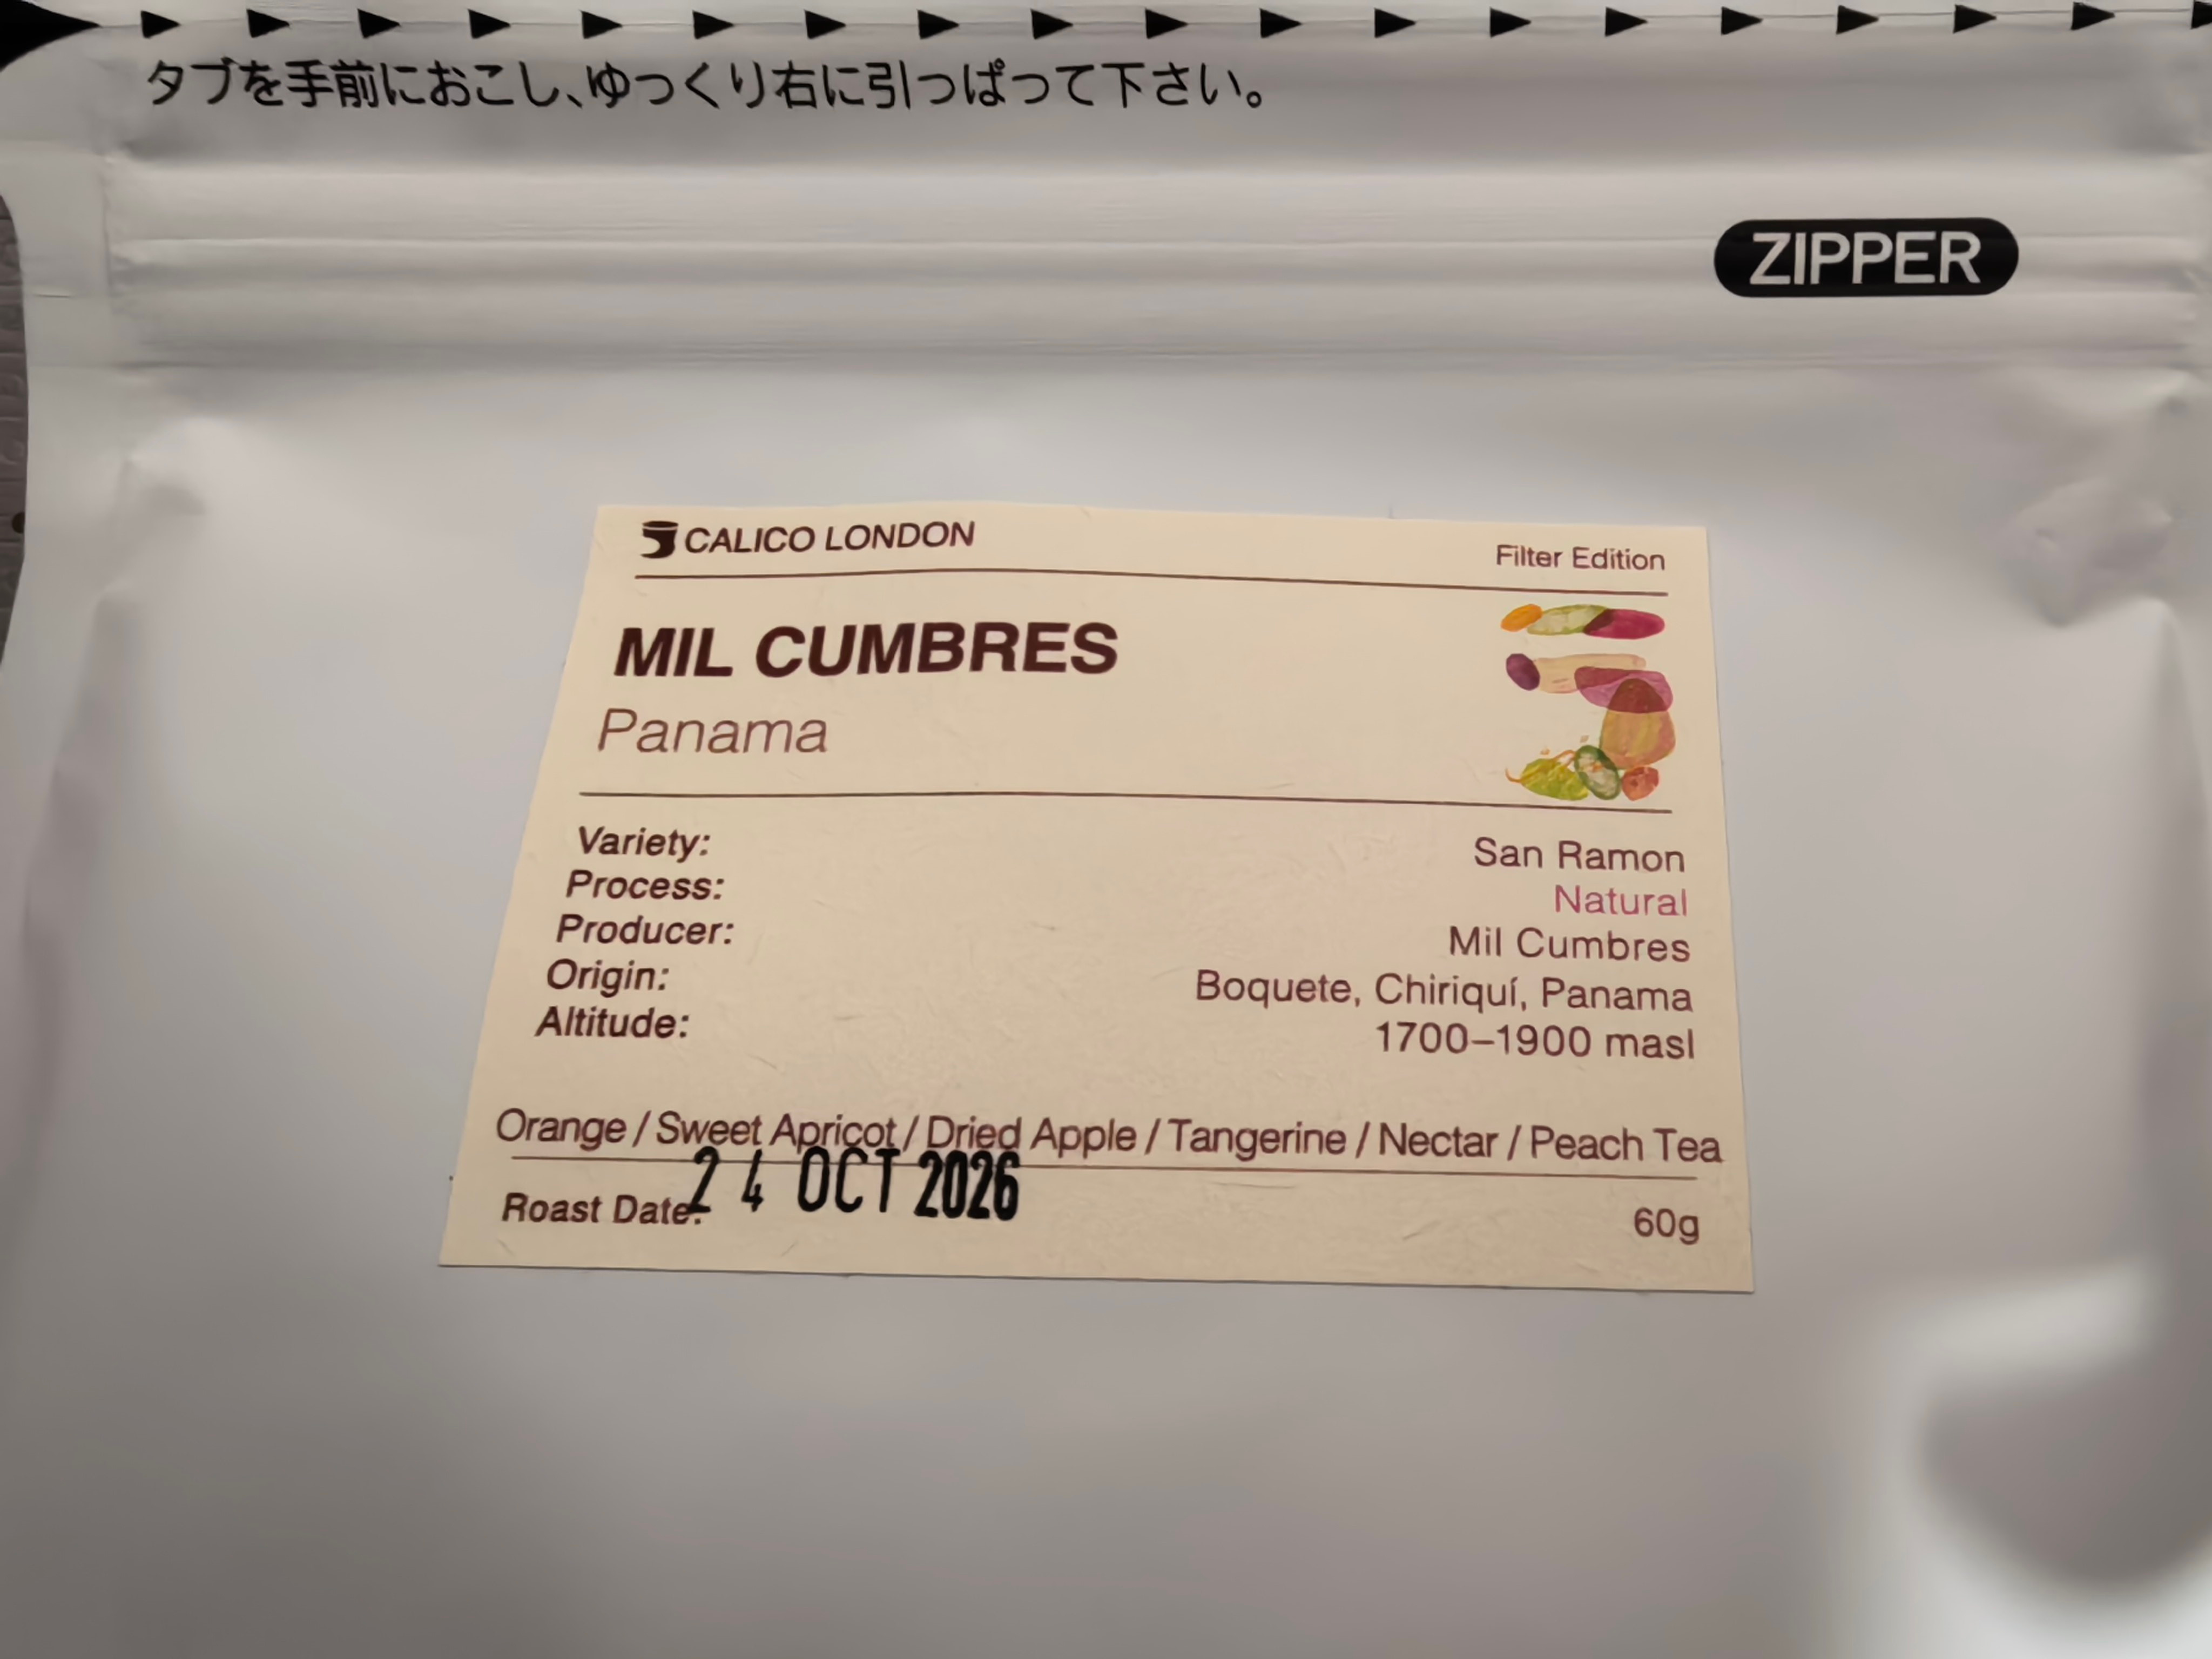 タブを手前におこし、ゆっくり右に引っぱって下さい。
ZIPPER
CALICO LONDON
Filter Edition
MIL CUMBRES
Panama
Variety: San Ramon
Process: Natural
Producer: Mil Cumbres
Origin: Boquete, Chiriquí, Panama
Altitude: 1700–1900 masl
Orange / Sweet Apricot / Dried Apple / Tangerine / Nectar / Peach Tea
Roast Date: 24 OCT 2026
60g